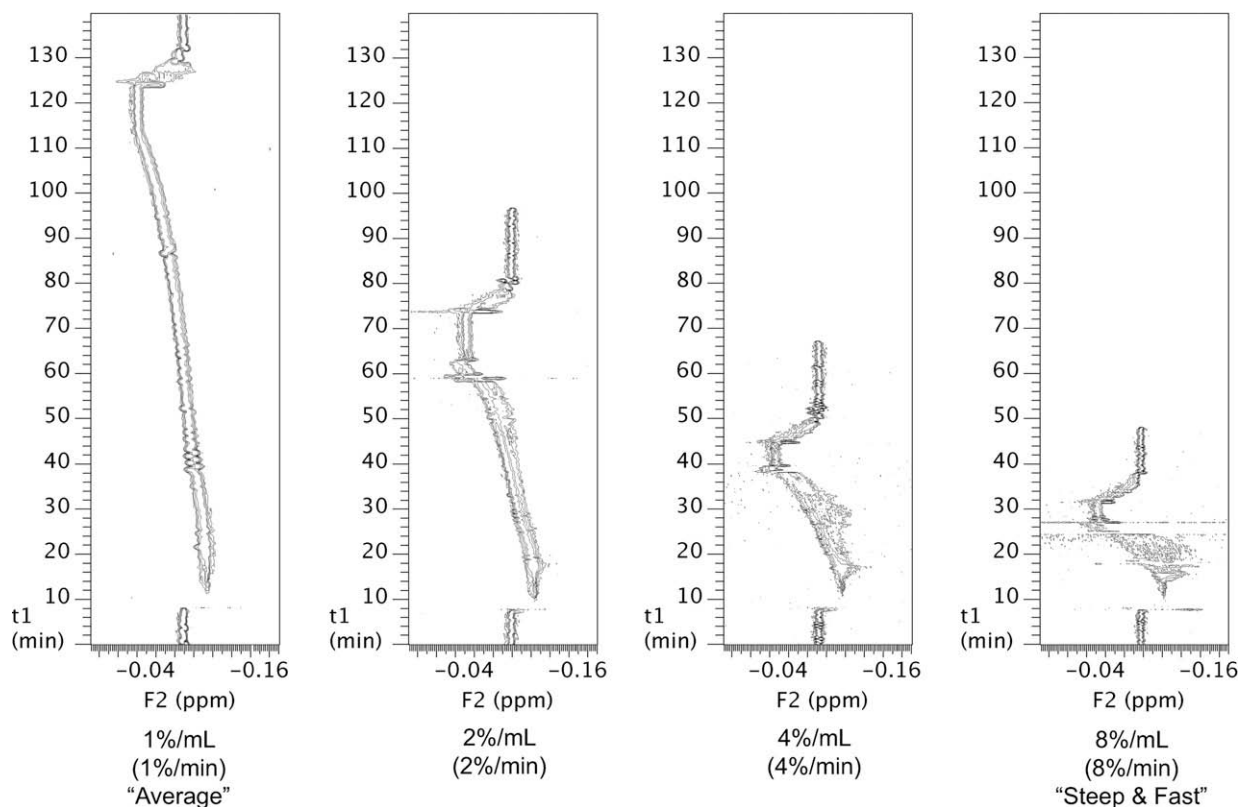 130
120
110
100
90
80
70
60
50
40
30
20
10
t1
(min)
−0.04 −0.16
F2 (ppm)
1%/mL
(1%/min)
“Average”
130
120
110
100
90
80
70
60
50
40
30
20
10
t1
(min)
−0.04 −0.16
F2 (ppm)
2%/mL
(2%/min)
130
120
110
100
90
80
70
60
50
40
30
20
10
t1
(min)
−0.04 −0.16
F2 (ppm)
4%/mL
(4%/min)
130
120
110
100
90
80
70
60
50
40
30
20
10
t1
(min)
−0.04 −0.16
F2 (ppm)
8%/mL
(8%/min)
“Steep & Fast”